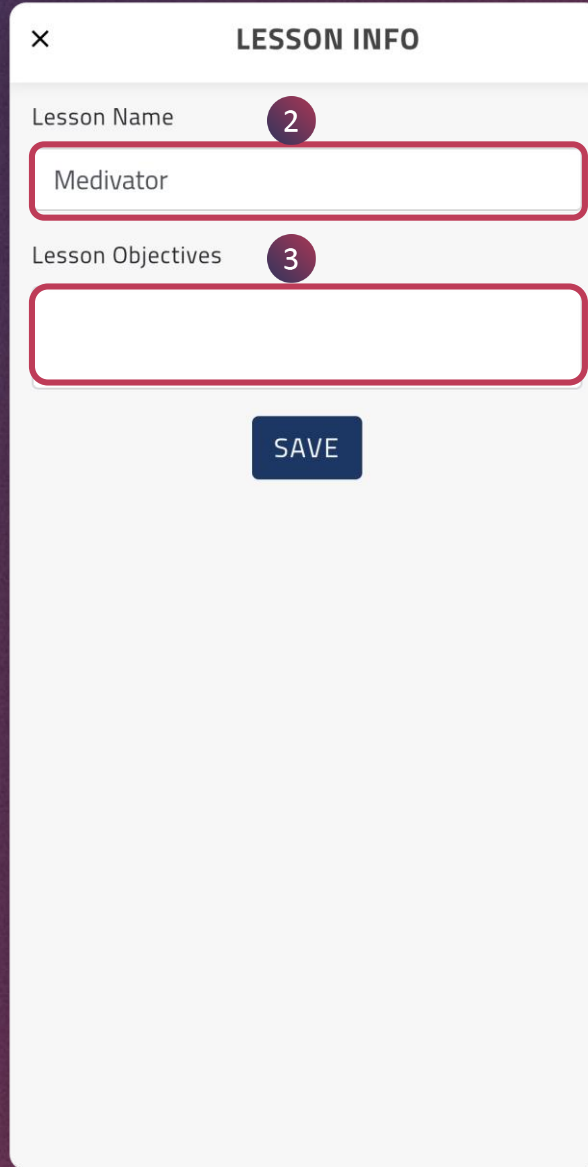 × LESSON INFO
Lesson Name 2
Medivator
Lesson Objectives 3
SAVE